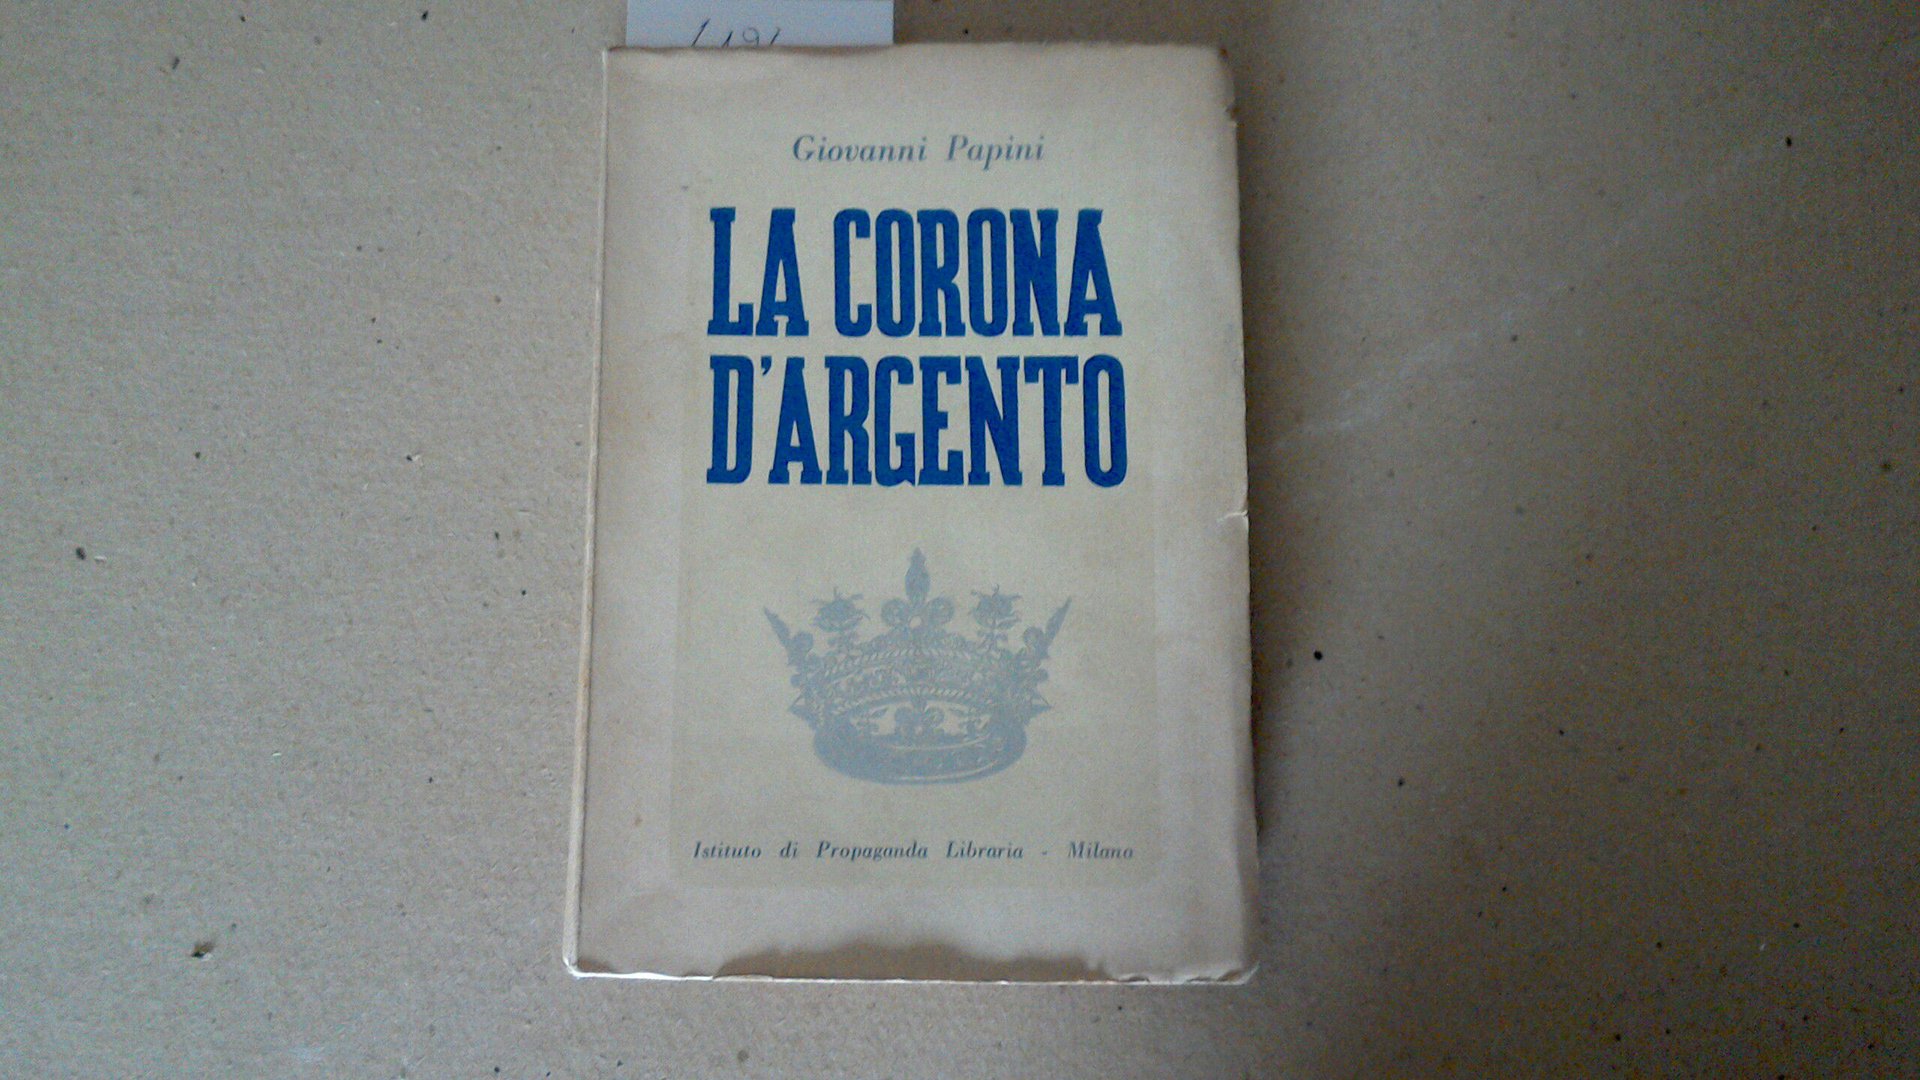 Giovanni Papini
LA CORONA
D'ARGENTO
Istituto di Propaganda Libraria - Milano